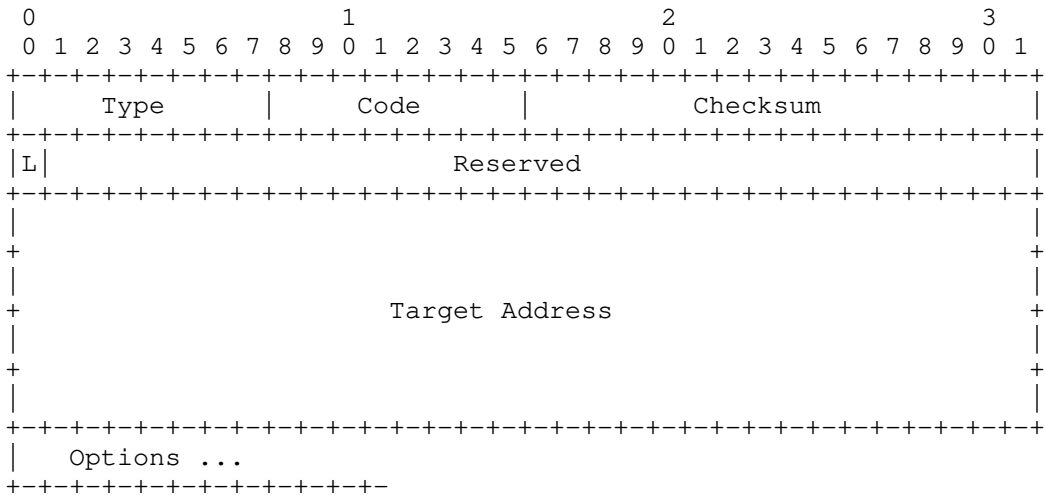 0                   1                   2                   3
 0 1 2 3 4 5 6 7 8 9 0 1 2 3 4 5 6 7 8 9 0 1 2 3 4 5 6 7 8 9 0 1
+-+-+-+-+-+-+-+-+-+-+-+-+-+-+-+-+-+-+-+-+-+-+-+-+-+-+-+-+-+-+-+-+
|     Type      |     Code      |          Checksum             |
+-+-+-+-+-+-+-+-+-+-+-+-+-+-+-+-+-+-+-+-+-+-+-+-+-+-+-+-+-+-+-+-+
|L|                         Reserved                            |
+-+-+-+-+-+-+-+-+-+-+-+-+-+-+-+-+-+-+-+-+-+-+-+-+-+-+-+-+-+-+-+-+
|                                                               |
+                                                               +
|                                                               |
+                       Target Address                          +
|                                                               |
+                                                               +
|                                                               |
+-+-+-+-+-+-+-+-+-+-+-+-+-+-+-+-+-+-+-+-+-+-+-+-+-+-+-+-+-+-+-+-+
|   Options ...
+-+-+-+-+-+-+-+-+-+-+-+-